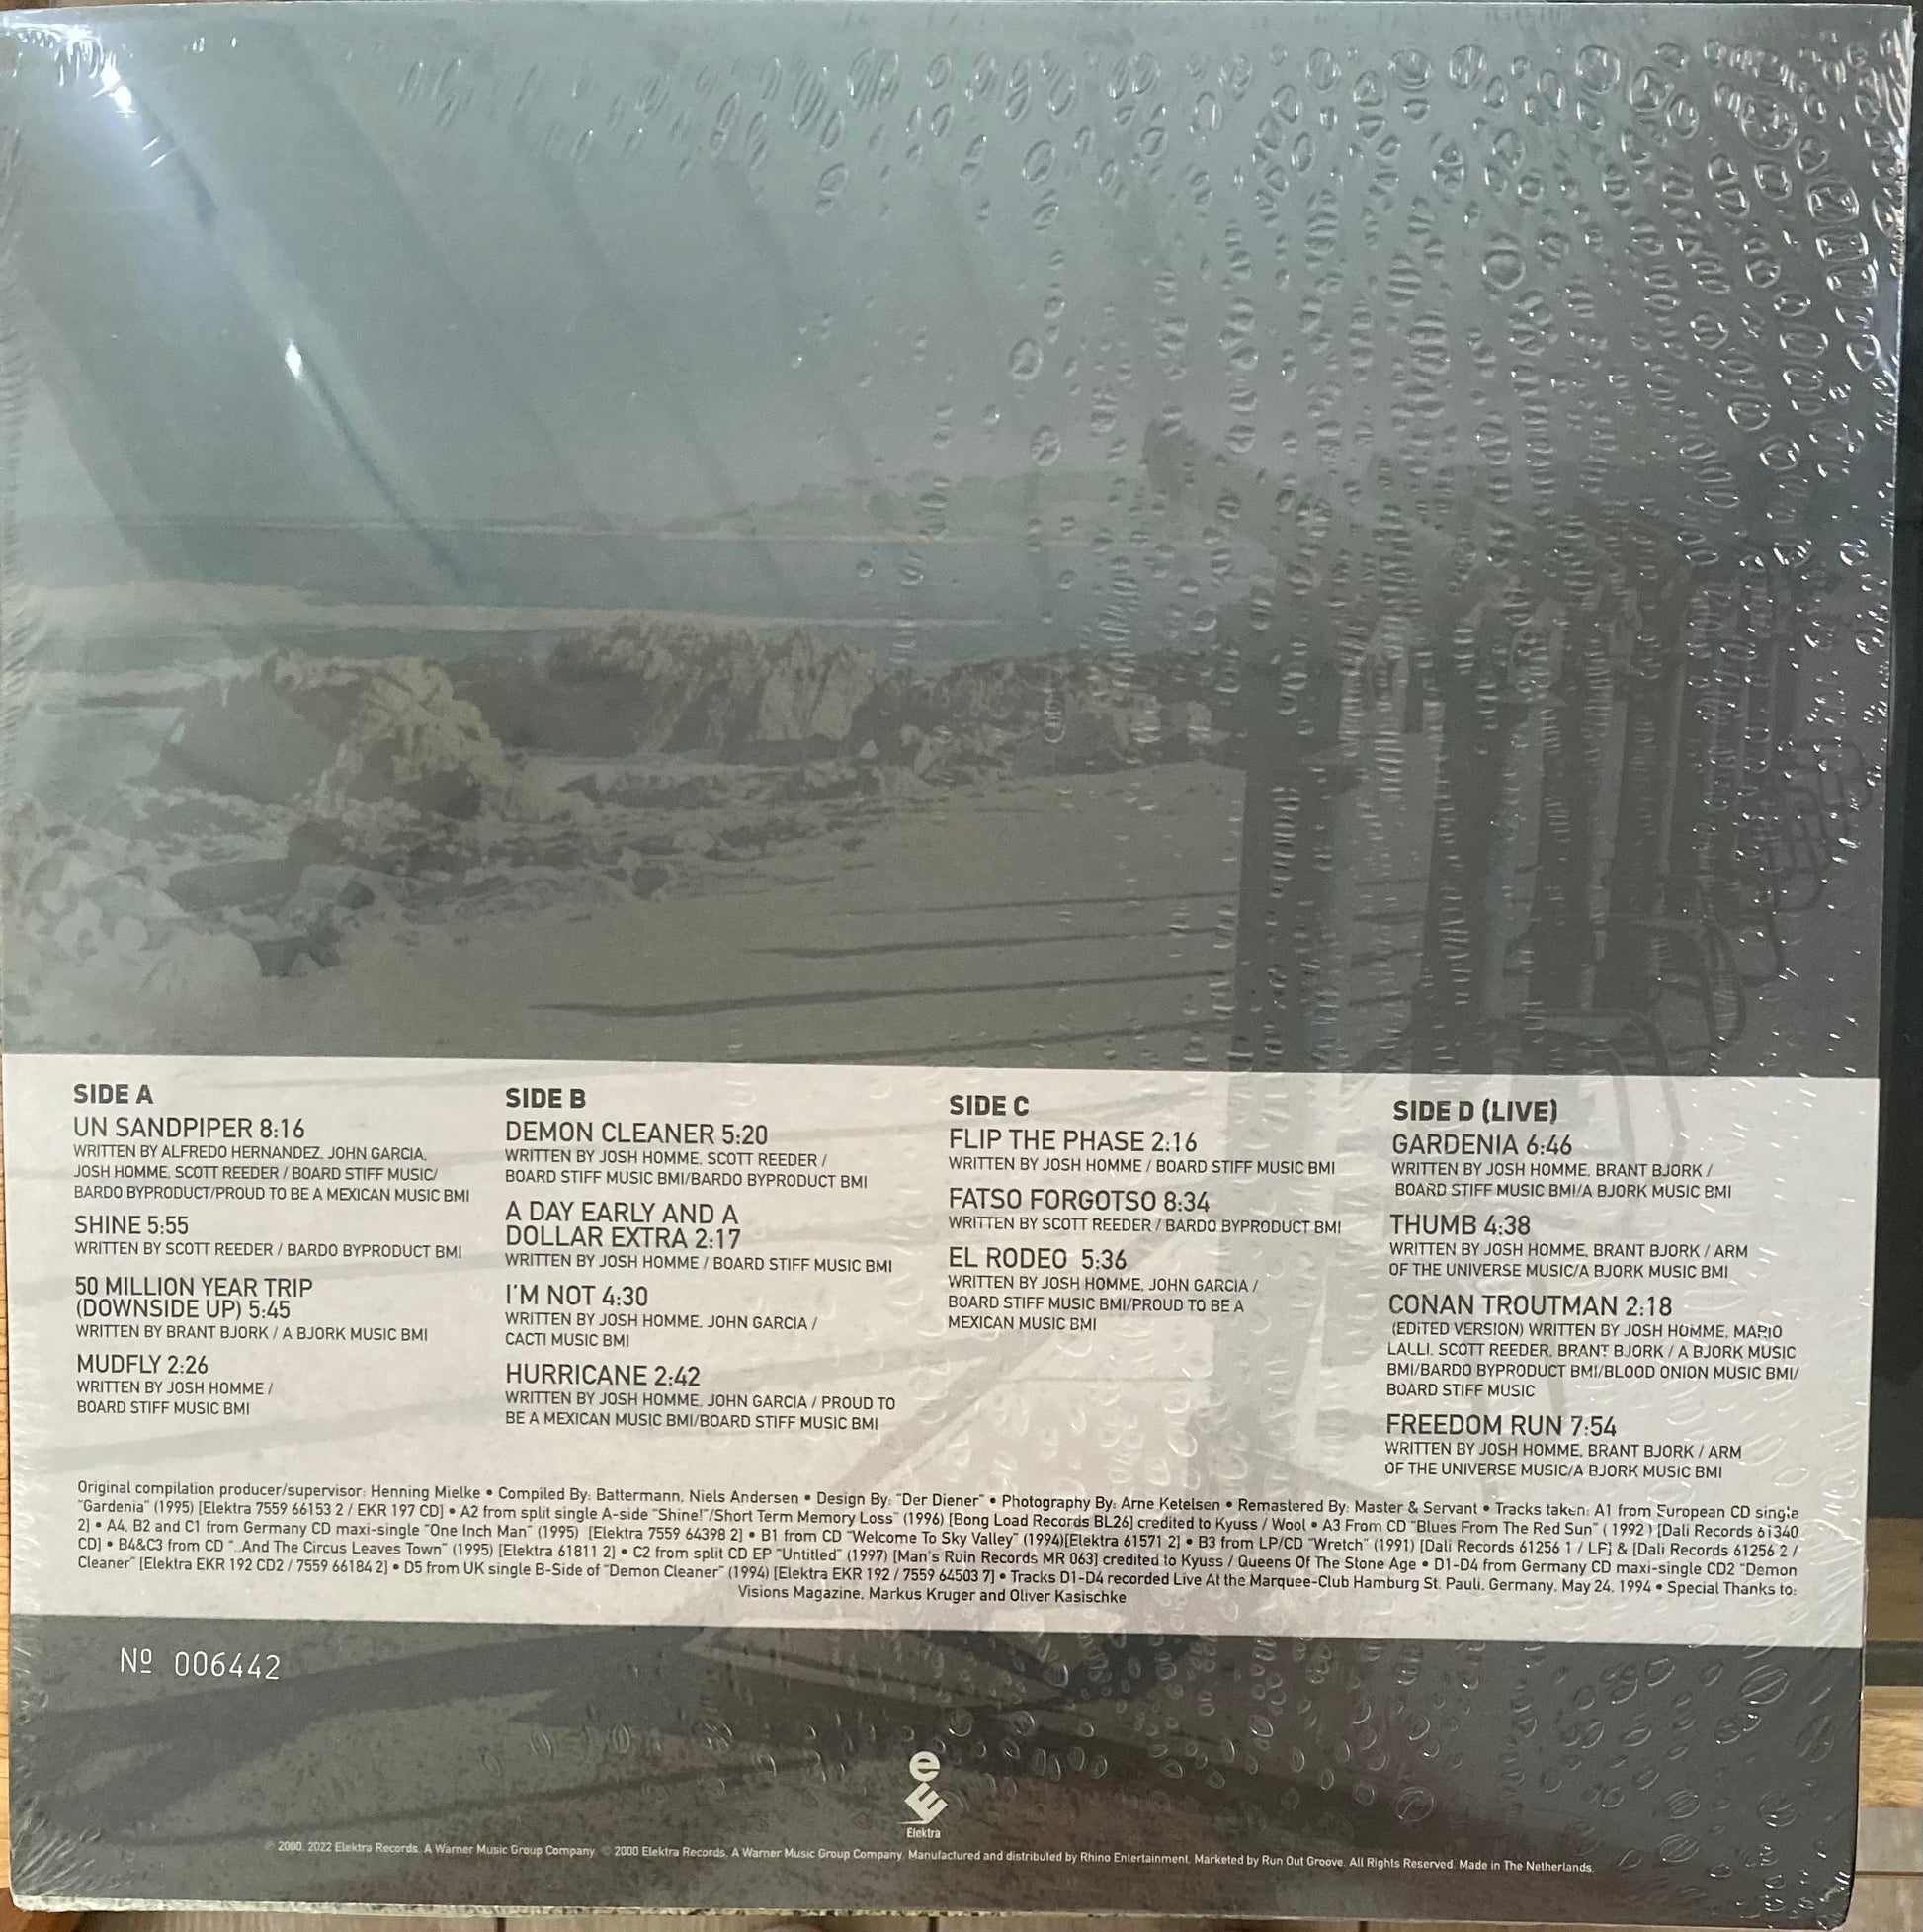 SIDE A
UN SANDPIPER 8:16
WRITTEN BY ALFREDO HERNANDEZ, JOHN GARCIA,
JOSH HOMME, SCOTT REEDER / BOARD STIFF MUSIC/
BARDO BYPRODUCT/PROUD TO BE A MEXICAN MUSIC BMI
SHINE 5:55
WRITTEN BY SCOTT REEDER / BARDO BYPRODUCT BMI
50 MILLION YEAR TRIP
(DOWNSIDE UP) 5:45
WRITTEN BY BRANT BJORK / A BJORK MUSIC BMI
MUDFLY 2:26
WRITTEN BY JOSH HOMME /
BOARD STIFF MUSIC BMI
SIDE B
DEMON CLEANER 5:20
WRITTEN BY JOSH HOMME, SCOTT REEDER /
BOARD STIFF MUSIC BMI/BARDO BYPRODUCT BMI
A DAY EARLY AND A
DOLLAR EXTRA 2:17
WRITTEN BY JOSH HOMME / BOARD STIFF MUSIC BMI
I'M NOT 4:30
WRITTEN BY JOSH HOMME, JOHN GARCIA /
CACTI MUSIC BMI
HURRICANE 2:42
WRITTEN BY JOSH HOMME, JOHN GARCIA / PROUD TO
BE A MEXICAN MUSIC BMI/BOARD STIFF MUSIC BMI
SIDE C
FLIP THE PHASE 2:16
WRITTEN BY JOSH HOMME / BOARD STIFF MUSIC BMI
FATSO FORGOTSO 8:34
WRITTEN BY SCOTT REEDER / BARDO BYPRODUCT BMI
EL RODEO 5:36
WRITTEN BY JOSH HOMME, JOHN GARCIA /
BOARD STIFF MUSIC BMI/PROUD TO BE A
MEXICAN MUSIC BMI
SIDE D (LIVE)
GARDENIA 6:46
WRITTEN BY JOSH HOMME, BRANT BJORK /
BOARD STIFF MUSIC BMI/A BJORK MUSIC BMI
THUMB 4:38
WRITTEN BY JOSH HOMME, BRANT BJORK / ARM
OF THE UNIVERSE MUSIC/A BJORK MUSIC BMI
CONAN TROUTMAN 2:18
(EDITED VERSION) WRITTEN BY JOSH HOMME, MARIO
LALLI, SCOTT REEDER, BRANT BJORK / A BJORK MUSIC
BMI/BARDO BYPRODUCT BMI/BLOOD ONION MUSIC BMI/
BOARD STIFF MUSIC
FREEDOM RUN 7:54
WRITTEN BY JOSH HOMME, BRANT BJORK / ARM
OF THE UNIVERSE MUSIC/A BJORK MUSIC BMI
Original compilation producer/supervisor: Henning Mielke • Compiled By: Battermann, Niels Andersen • Design By: "Der Diener" • Photography By: Arne Ketelsen • Remastered By: Master & Servant • Tracks taken: A1 from European CD single
"Gardenia" (1995) [Elektra 7559 66153 2 / EKR 197 CD] • A2 from split single A-side "Shine!"/Short Term Memory Loss" (1996) [Bong Load Records BL26] credited to Kyuss / Wool • A3 From CD "Blues From The Red Sun" ( 1992 ) [Dali Records 61340
2] • A4, B2 and C1 from Germany CD maxi-single "One Inch Man" (1995) [Elektra 7559 64398 2] • B1 from CD "Welcome To Sky Valley" (1994)[Elektra 61571 2] • B3 from LP/CD "Wretch" (1991) [Dali Records 61256 1 / LP] & [Dali Records 61256 2 /
CD] • B4&C3 from CD "..And The Circus Leaves Town" (1995) [Elektra 61811 2] • C2 from split CD EP "Untitled" (1997) [Man's Ruin Records MR 063] credited to Kyuss / Queens Of The Stone Age • D1-D4 from Germany CD maxi-single CD2 "Demon
Cleaner" [Elektra EKR 192 CD2 / 7559 66184 2] • D5 from UK single B-Side of "Demon Cleaner" (1994) [Elektra EKR 192 / 7559 64503 7] • Tracks D1-D4 recorded Live At the Marquee-Club Hamburg St. Pauli, Germany, May 24, 1994 • Special Thanks to:
Visions Magazine, Markus Kruger and Oliver Kasischke
Nº 006442
Elektra
℗ 2000, 2022 Elektra Records, A Warner Music Group Company © 2000 Elektra Records, A Warner Music Group Company. Manufactured and distributed by Rhino Entertainment. Marketed by Run Out Groove. All Rights Reserved. Made in The Netherlands.